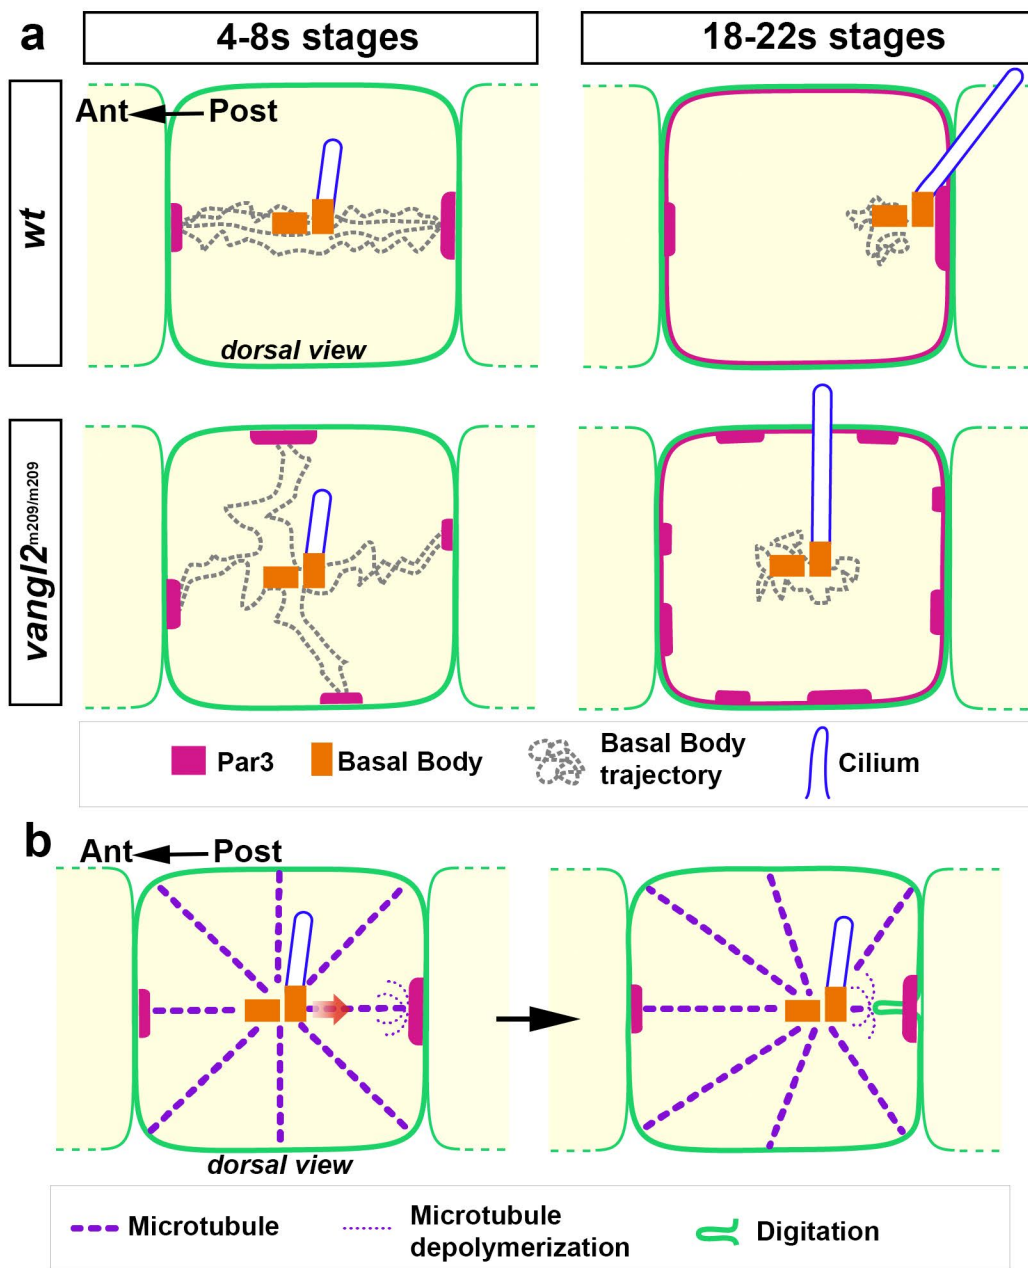 a
4-8s stages
18-22s stages
wt
Ant
Post
dorsal view
vangl2m209/m209
Par3
Basal Body
Basal Body
trajectory
Cilium
b
Ant
Post
dorsal view
Microtubule
Microtubule
depolymerization
Digitation